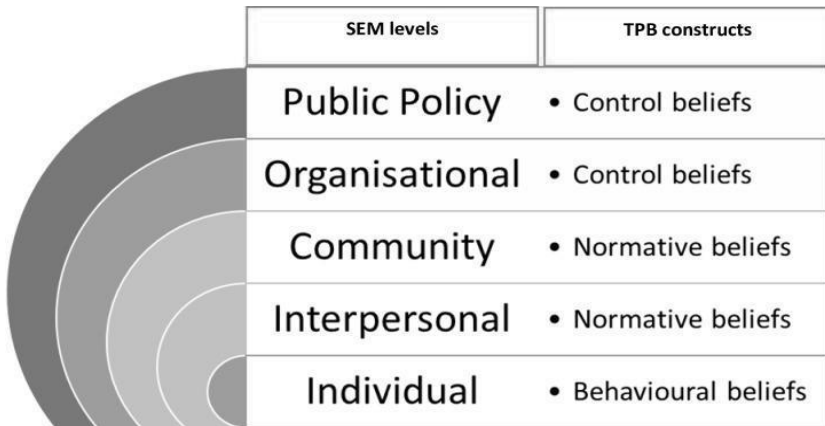 SEM levels TPB constructs
Public Policy • Control beliefs
Organisational • Control beliefs
Community • Normative beliefs
Interpersonal • Normative beliefs
Individual • Behavioural beliefs